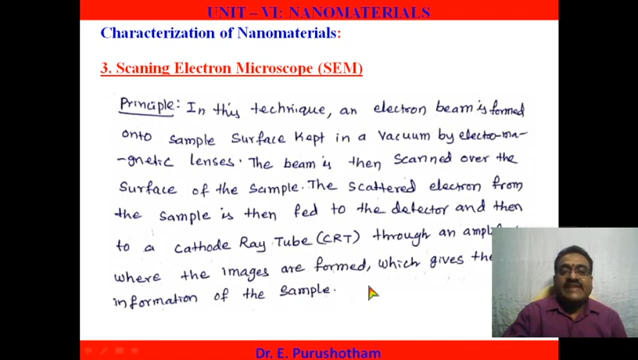 UNIT – VI: NANOMATERIALS
Characterization of Nanomaterials:
3. Scaning Electron Microscope (SEM)
Principle: In this technique, an electron beam is formed
onto sample surface kept in a vacuum by electo-ma-
-gnetic lenses. The beam is then scanned over the
surface of the sample. The scattered electron from
the sample is then fed to the detector and then
to a Cathode Ray Tube (CRT) through an
where the images are formed, which gives the
information of the sample.
Dr. E. Purushotham